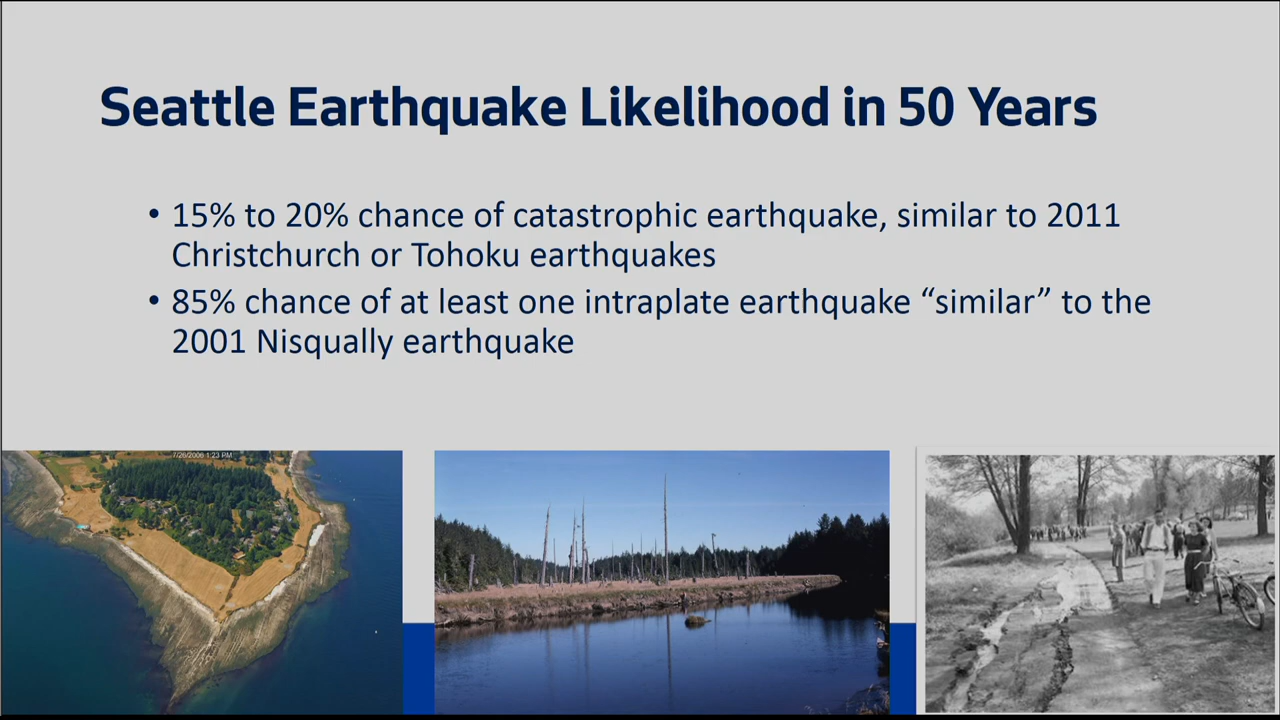 Seattle Earthquake Likelihood in 50 Years
• 15% to 20% chance of catastrophic earthquake, similar to 2011
Christchurch or Tohoku earthquakes
• 85% chance of at least one intraplate earthquake “similar” to the
2001 Nisqually earthquake
7/26/2006 1:23 PM